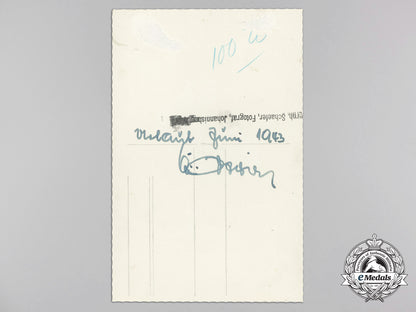 100
Schaefer, Fotograf, Johannisburg
Urlaub Juni 1943
eMedals